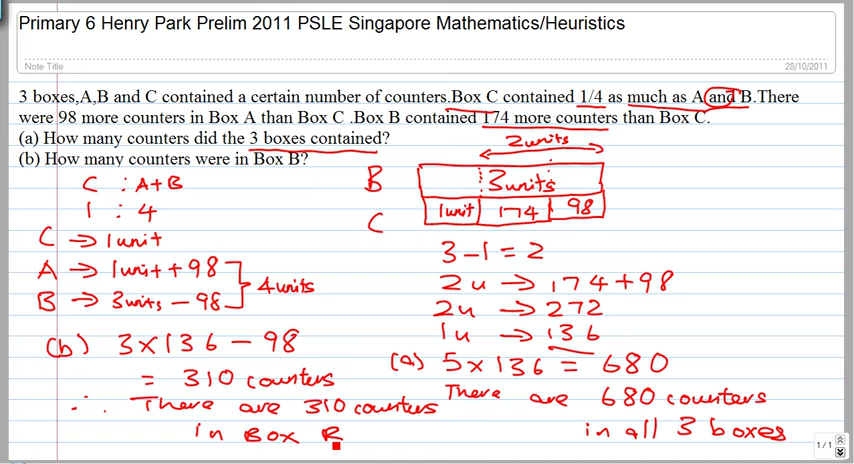 Primary 6 Henry Park Prelim 2011 PSLE Singapore Mathematics/Heuristics
Note Title
28/10/2011
3 boxes,A,B and C contained a certain number of counters.Box C contained 1/4 as much as A and B.There
were 98 more counters in Box A than Box C .Box B contained 174 more counters than Box C.
(a) How many counters did the 3 boxes contained?
(b) How many counters were in Box B?
2units
B 3units
C 1unit 174 98
C : A+B
1 : 4
C → 1unit
A → 1unit+98
B → 3units-98
4units
3-1=2
2u → 174+98
2u → 272
1u → 136
(a) 5×136 = 680
There are 680 counters
in all 3 boxes
(b) 3×136-98
= 310 counters
∴ There are 310 counters
in Box B
1/1